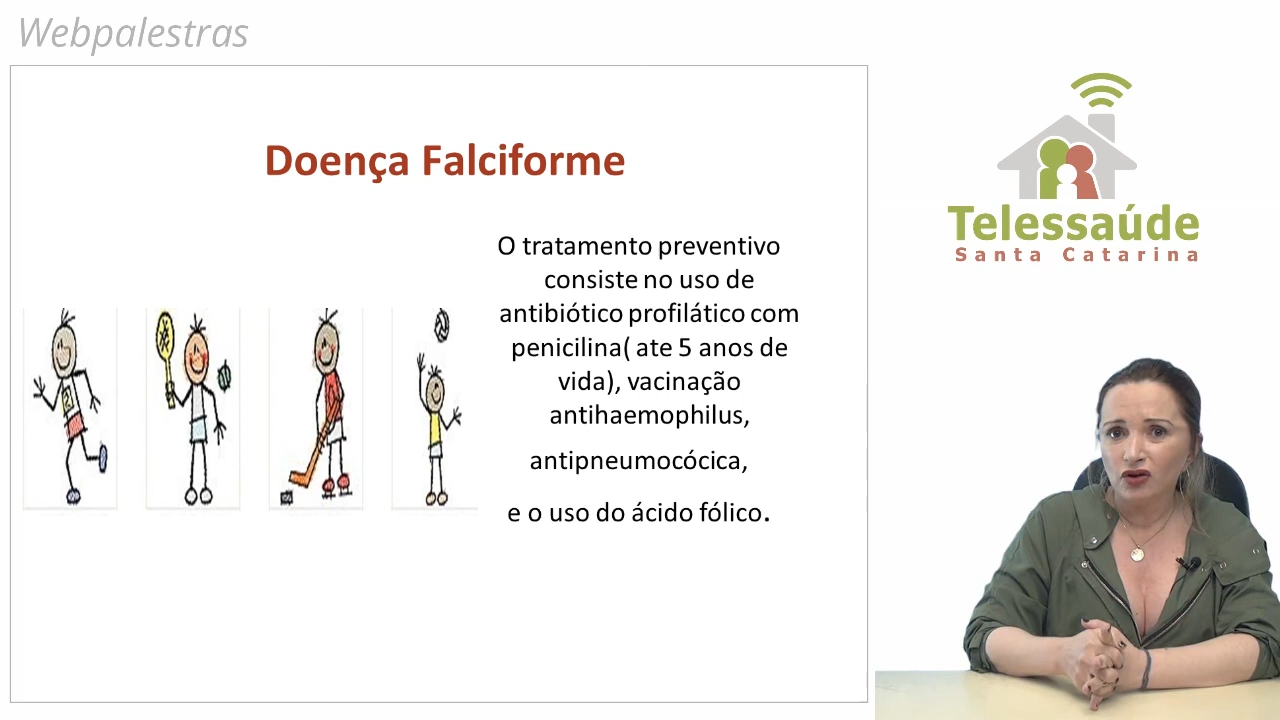 Webpalestras
Doença Falciforme
O tratamento preventivo
consiste no uso de
antibiótico profilático com
penicilina( ate 5 anos de
vida), vacinação
antihaemophilus,
antipneumocócica,
e o uso do ácido fólico.
Telessaúde
Santa Catarina